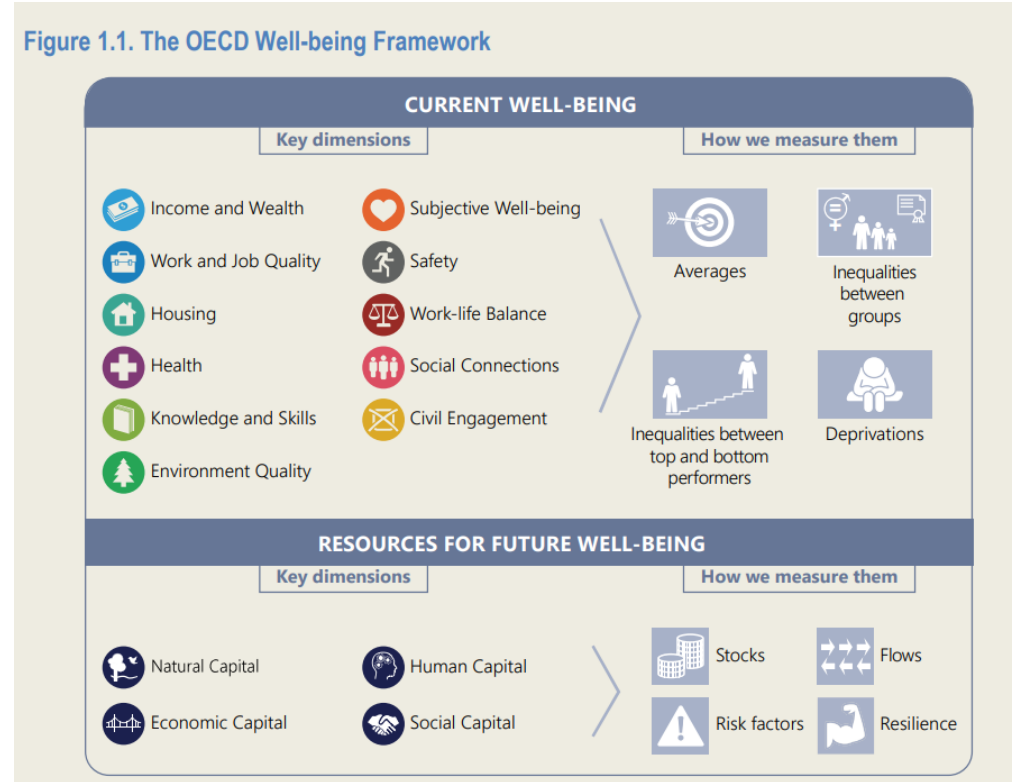 Figure 1.1. The OECD Well-being Framework
CURRENT WELL-BEING
Key dimensions
Income and Wealth
Work and Job Quality
Housing
Health
Knowledge and Skills
Environment Quality
Subjective Well-being
Safety
Work-life Balance
Social Connections
Civil Engagement
How we measure them
Averages
Inequalities
between
groups
Inequalities between
top and bottom
performers
Deprivations
RESOURCES FOR FUTURE WELL-BEING
Key dimensions
Natural Capital
Economic Capital
Human Capital
Social Capital
How we measure them
Stocks
Flows
Risk factors
Resilience